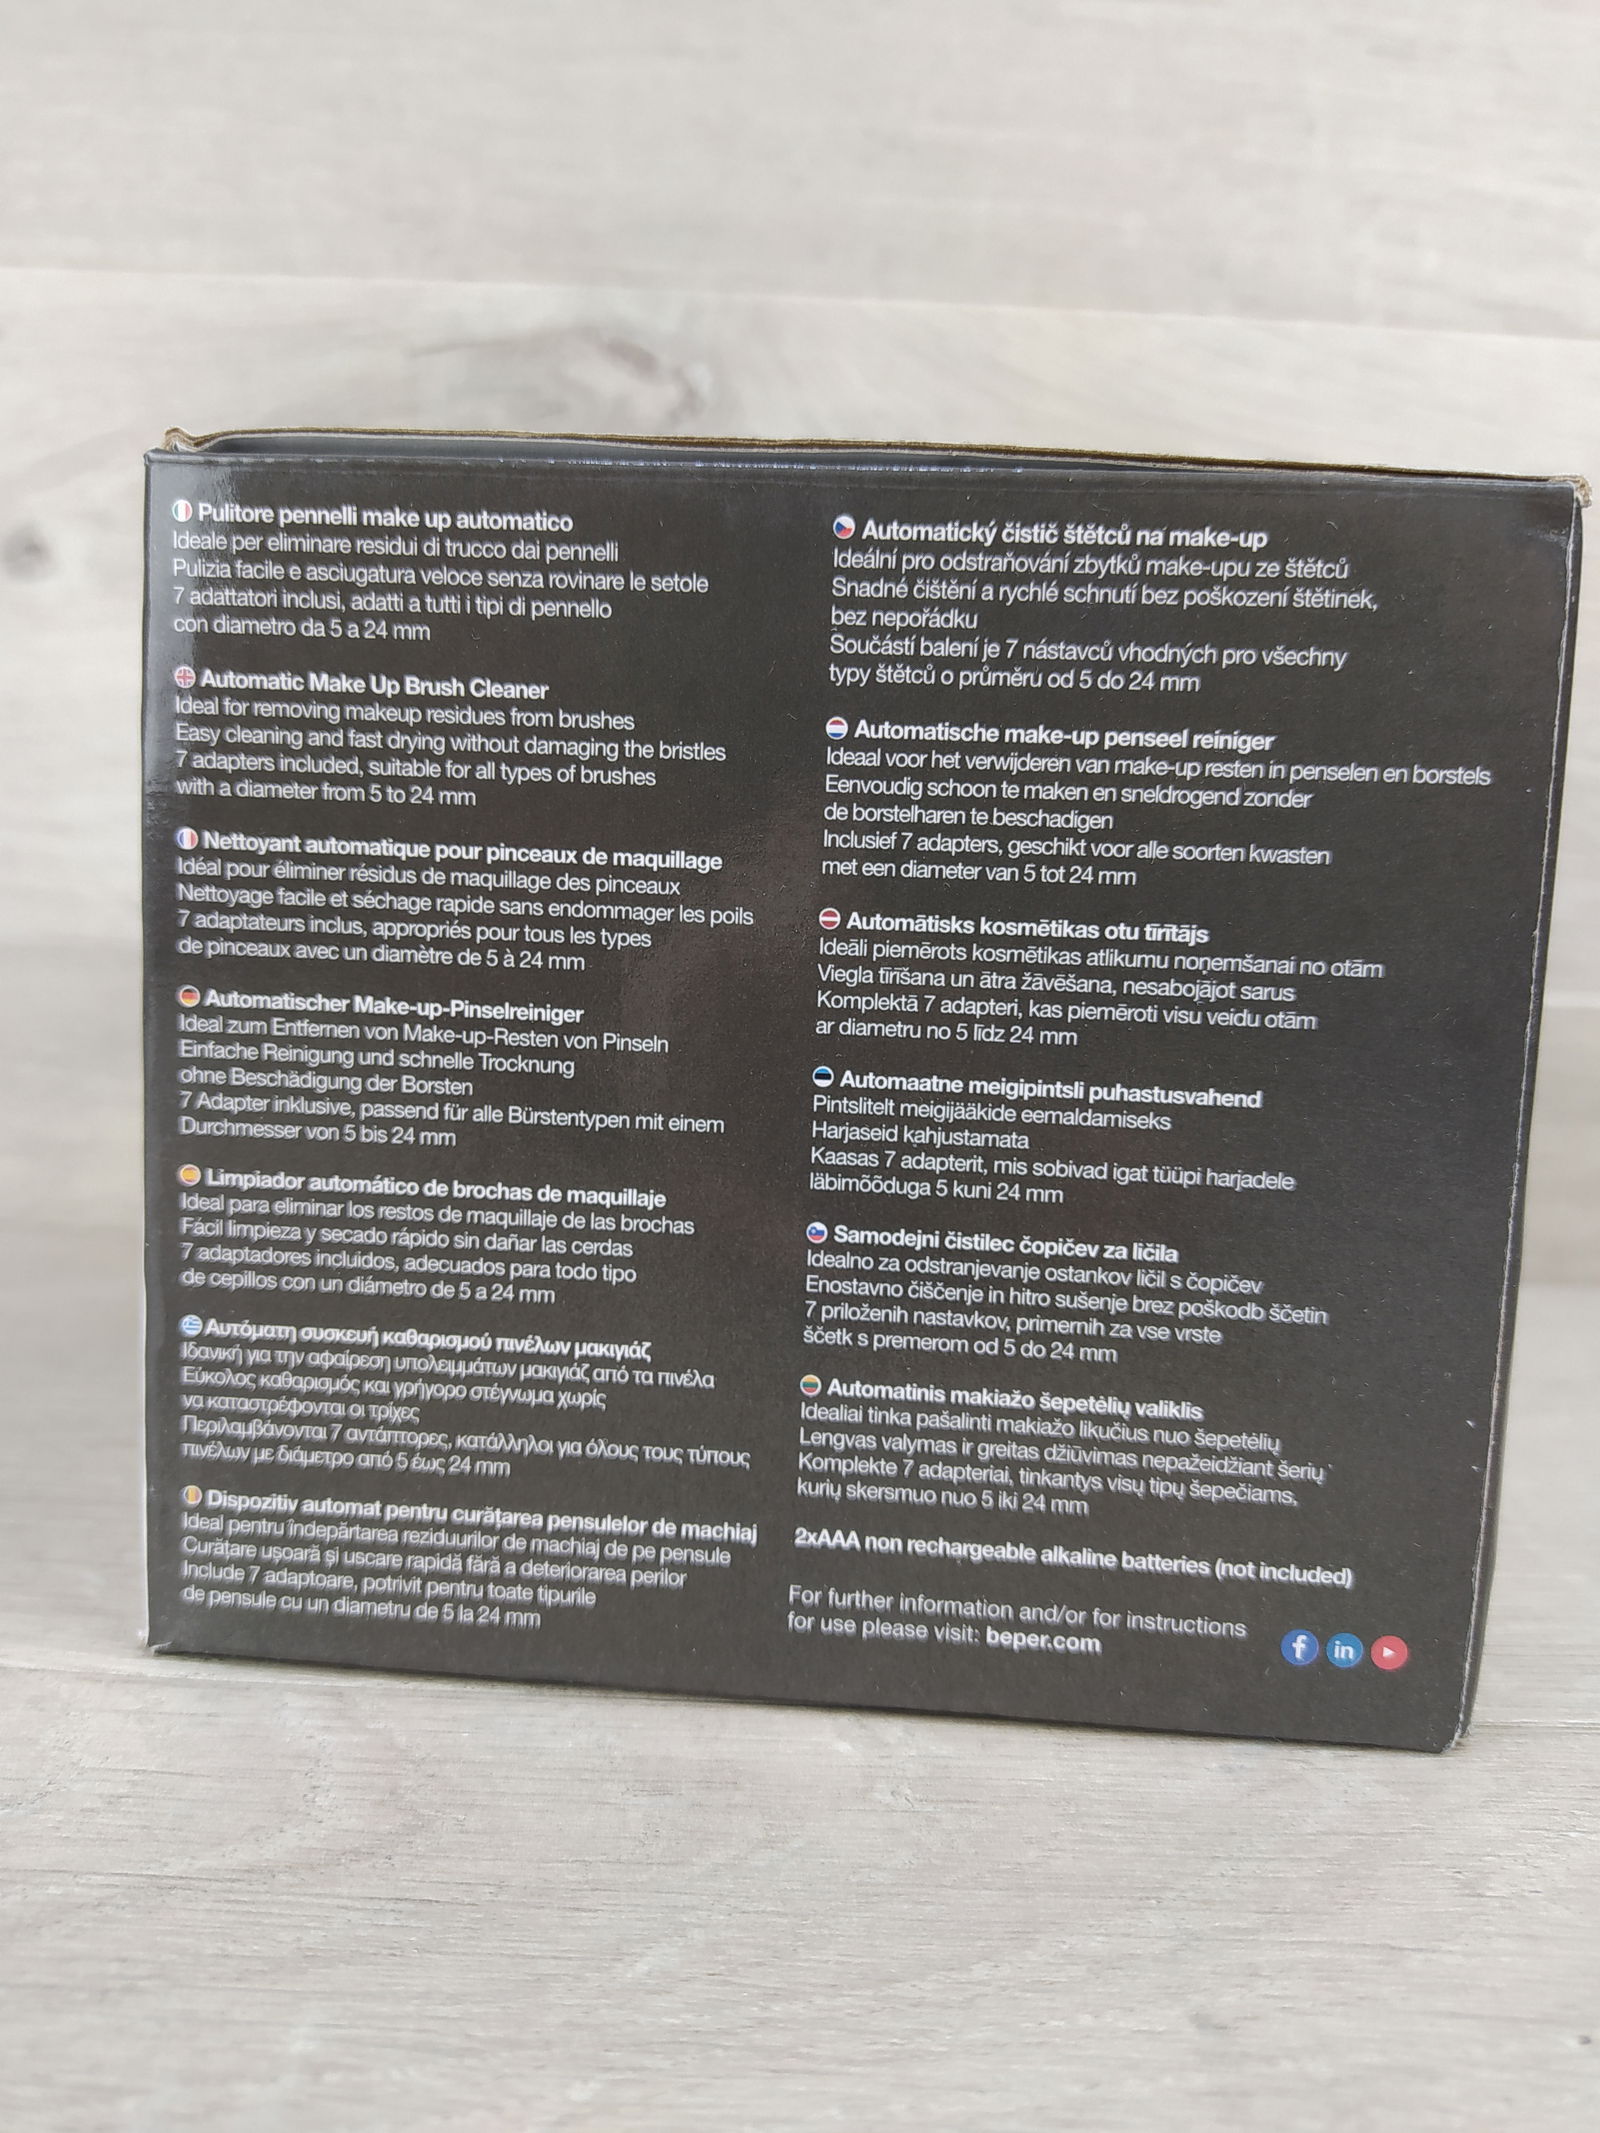 Pulitore pennelli make up automatico
Ideale per eliminare residui di trucco dai pennelli
Pulizia facile e asciugatura veloce senza rovinare le setole
7 adattatori inclusi, adatti a tutti i tipi di pennello
con diametro da 5 a 24 mm
Automatic Make Up Brush Cleaner
Ideal for removing makeup residues from brushes
Easy cleaning and fast drying without damaging the bristles
7 adapters included, suitable for all types of brushes
with a diameter from 5 to 24 mm
Nettoyant automatique pour pinceaux de maquillage
Idéal pour éliminer résidus de maquillage des pinceaux
Nettoyage facile et séchage rapide sans endommager les poils
7 adaptateurs inclus, appropriés pour tous les types
de pinceaux avec un diamètre de 5 à 24 mm
Automatischer Make-up-Pinselreiniger
Ideal zum Entfernen von Make-up-Resten von Pinseln
Einfache Reinigung und schnelle Trocknung
ohne Beschädigung der Borsten
7 Adapter inklusive, passend für alle Bürstentypen mit einem
Durchmesser von 5 bis 24 mm
Limpiador automático de brochas de maquillaje
Ideal para eliminar los restos de maquillaje de las brochas
Fácil limpieza y secado rápido sin dañar las cerdas
7 adaptadores incluidos, adecuados para todo tipo
de cepillos con un diámetro de 5 a 24 mm
Αυτόματη συσκευή καθαρισμού πινέλων μακιγιάζ
Ιδανική για την αφαίρεση υπολειμμάτων μακιγιάζ από τα πινέλα
Εύκολος καθαρισμός και γρήγορο στέγνωμα χωρίς
να καταστρέφονται οι τρίχες
Περιλαμβάνονται 7 αντάπτορες, κατάλληλοι για όλους τους τύπους
πινέλων με διάμετρο από 5 έως 24 mm
Dispozitiv automat pentru curățarea pensulelor de machiaj
Ideal pentru îndepărtarea reziduurilor de machiaj de pe pensule
Curățare ușoară și uscare rapidă fără a deteriorarea perilor
Include 7 adaptoare, potrivit pentru toate tipurile
de pensule cu un diametru de 5 la 24 mm
Automatický čistič štětců na make-up
Ideální pro odstraňování zbytků make-upu ze štětců
Snadné čištění a rychlé schnutí bez poškození štětinek,
bez nepořádku
Součástí balení je 7 nástavců vhodných pro všechny
typy štětců o průměru od 5 do 24 mm
Automatische make-up penseel reiniger
Ideaal voor het verwijderen van make-up resten in penselen en borstels
Eenvoudig schoon te maken en sneldrogend zonder
de borstelharen te beschadigen
Inclusief 7 adapters, geschikt voor alle soorten kwasten
met een diameter van 5 tot 24 mm
Automātisks kosmētikas otu tīrītājs
Ideāli piemērots kosmētikas atlikumu noņemšanai no otām
Viegla tīrīšana un ātra žāvēšana, nesabojājot sarus
Komplektā 7 adapteri, kas piemēroti visu veidu otām
ar diametru no 5 līdz 24 mm
Automaatne meigipintsli puhastusvahend
Pintslitelt meigijääkide eemaldamiseks
Harjaseid kahjustamata
Kaasas 7 adapterit, mis sobivad igat tüüpi harjadele
läbimõõduga 5 kuni 24 mm
Samodejni čistilec čopičev za ličila
Idealno za odstranjevanje ostankov ličil s čopičev
Enostavno čiščenje in hitro sušenje brez poškodb ščetin
7 priloženih nastavkov, primernih za vse vrste
ščetk s premerom od 5 do 24 mm
Automatinis makiažo šepetėlių valiklis
Idealiai tinka pašalinti makiažo likučius nuo šepetėlių
Lengvas valymas ir greitas džiūvimas nepažeidžiant šerių
Komplekte 7 adapteriai, tinkantys visų tipų šepečiams,
kurių skersmuo nuo 5 iki 24 mm
2xAAA non rechargeable alkaline batteries (not included)
For further information and/or for instructions
for use please visit: beper.com
f in